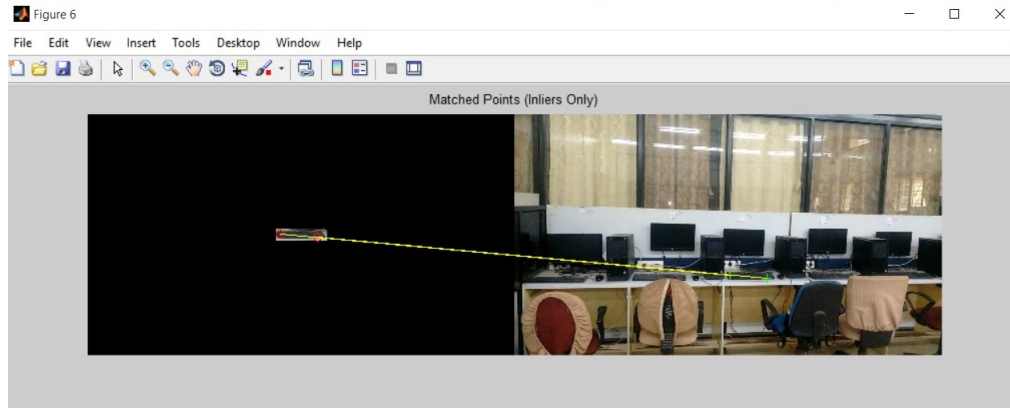 Figure 6
File Edit View Insert Tools Desktop Window Help
Matched Points (Inliers Only)